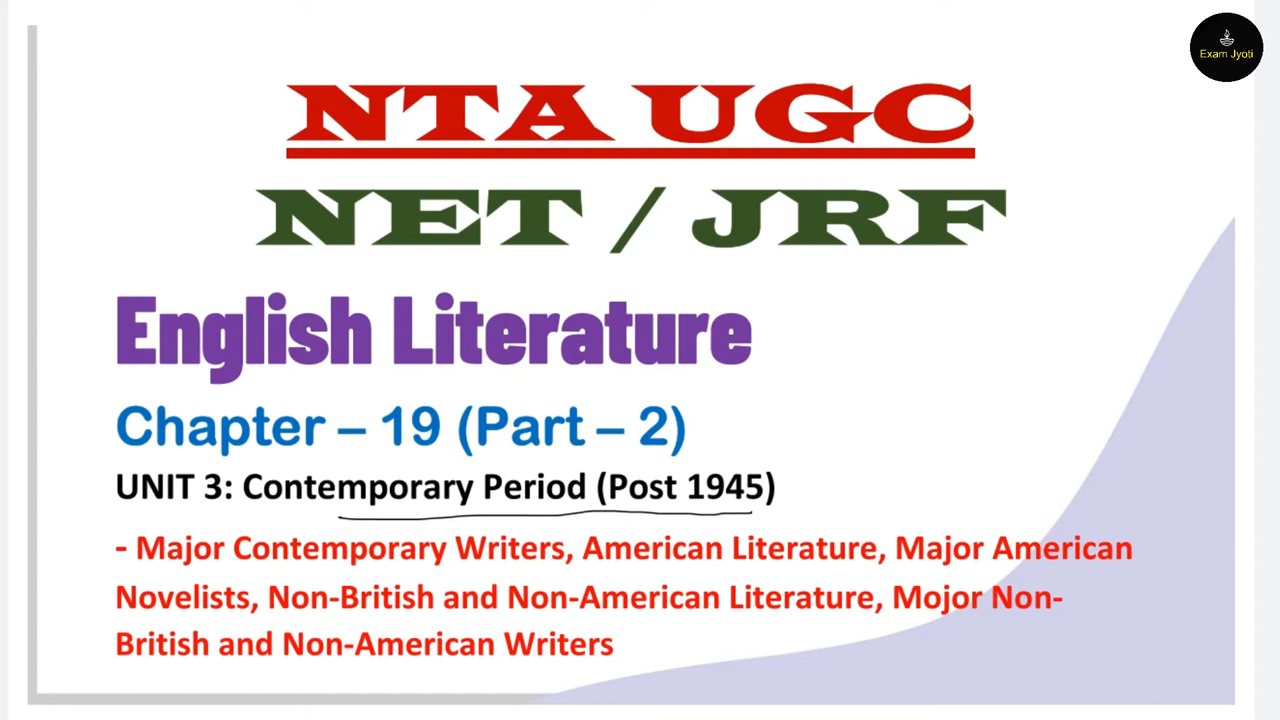 Exam Jyoti
NTA UGC
NET / JRF
English Literature
Chapter – 19 (Part – 2)
UNIT 3: Contemporary Period (Post 1945)
- Major Contemporary Writers, American Literature, Major American
Novelists, Non-British and Non-American Literature, Mojor Non-
British and Non-American Writers